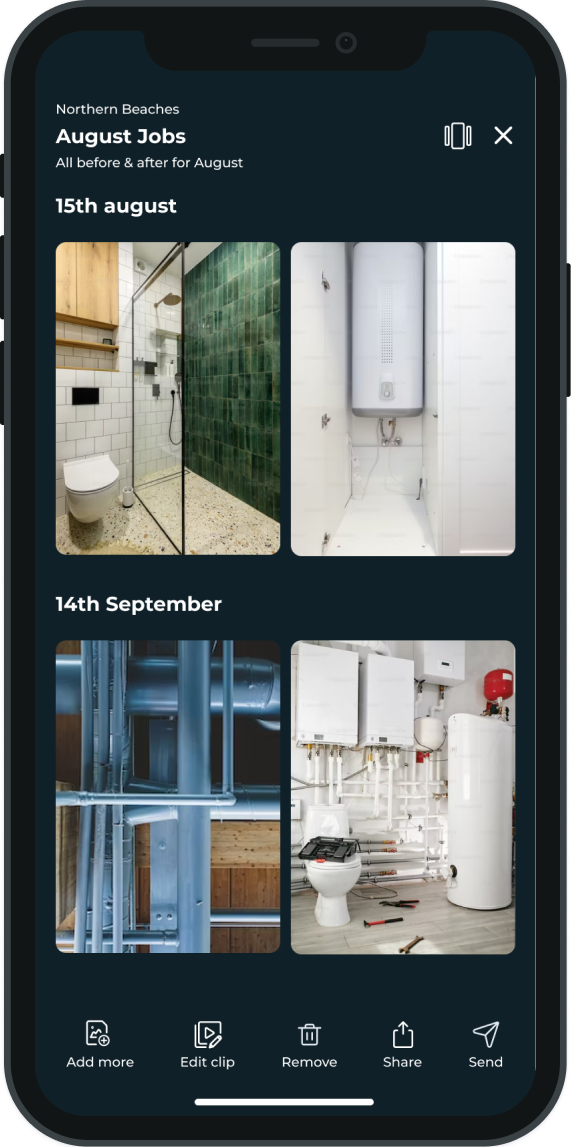 Northern Beaches
August Jobs
All before & after for August
15th august
14th September
Add more
Edit clip
Remove
Share
Send